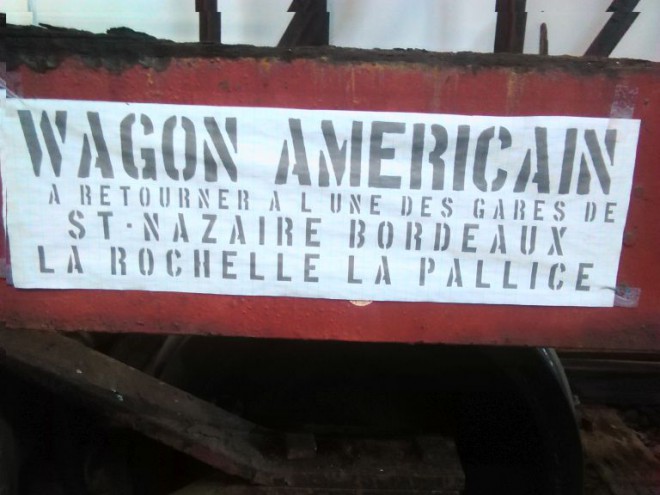 WAGON AMERICAIN
A RETOURNER A L UNE DES GARES DE
ST-NAZAIRE BORDEAUX
LA ROCHELLE LA PALLICE